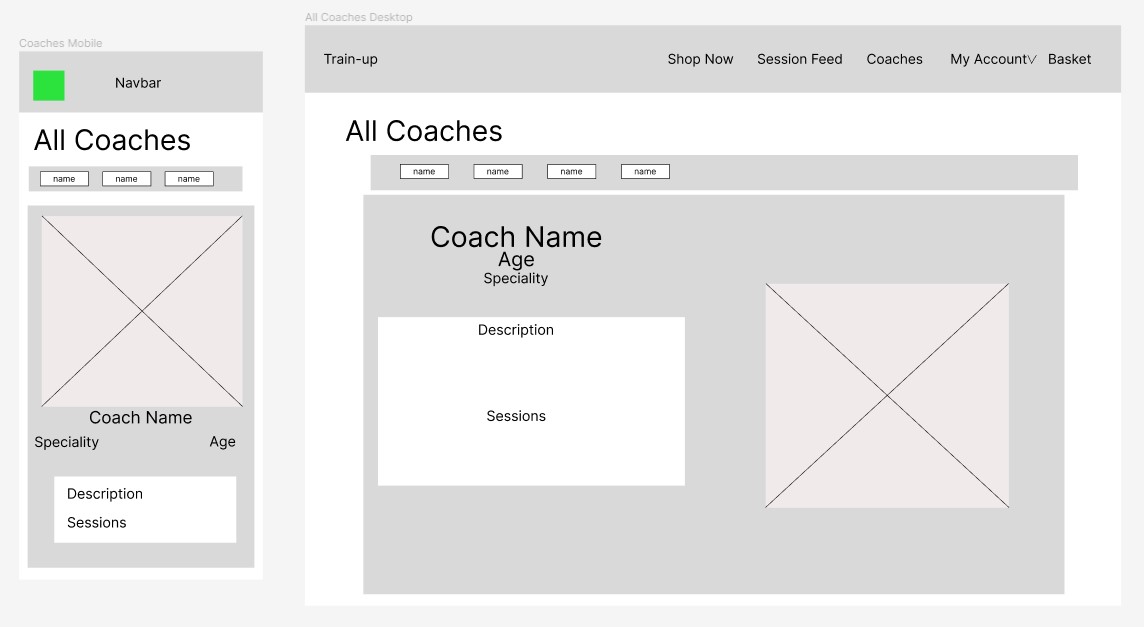 Coaches Mobile
Navbar
All Coaches
name name name
Coach Name
Speciality Age
Description
Sessions
All Coaches Desktop
Train-up Shop Now Session Feed Coaches My Account Basket
All Coaches
name name name name
Coach Name
Age
Speciality
Description
Sessions